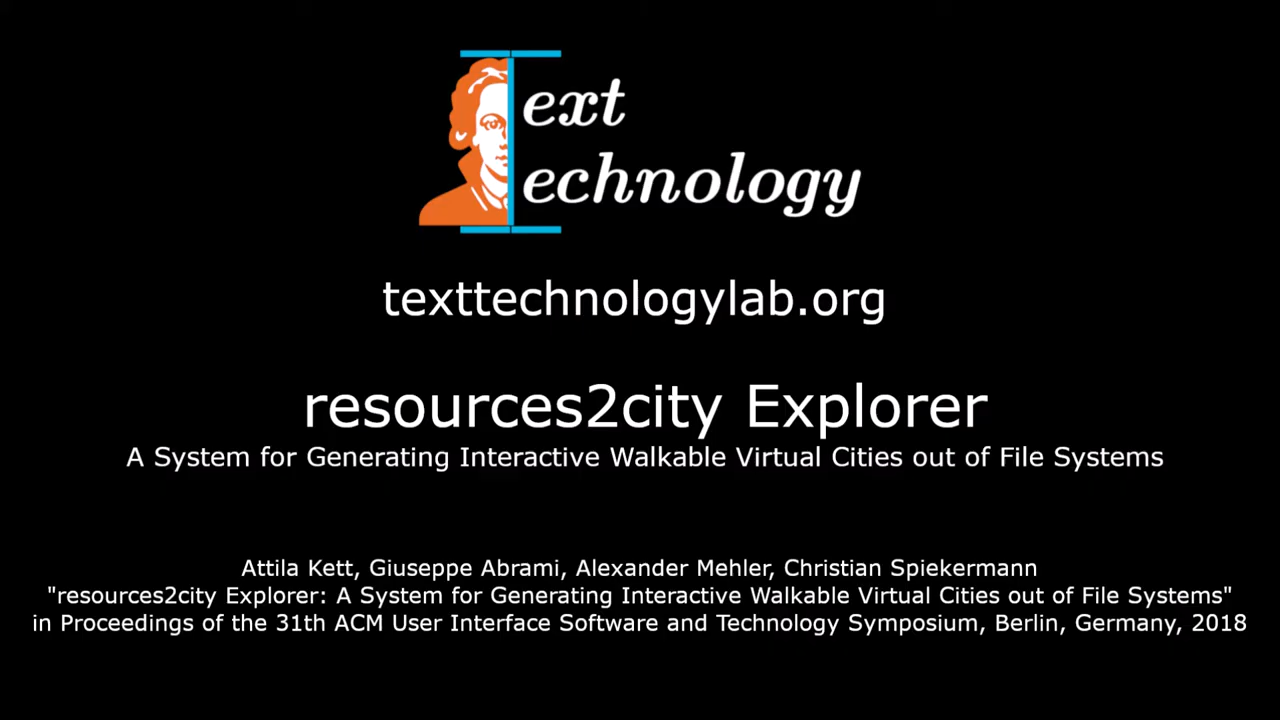 Text
Technology
texttechnologylab.org
resources2city Explorer
A System for Generating Interactive Walkable Virtual Cities out of File Systems
Attila Kett, Giuseppe Abrami, Alexander Mehler, Christian Spiekermann
"resources2city Explorer: A System for Generating Interactive Walkable Virtual Cities out of File Systems"
in Proceedings of the 31th ACM User Interface Software and Technology Symposium, Berlin, Germany, 2018